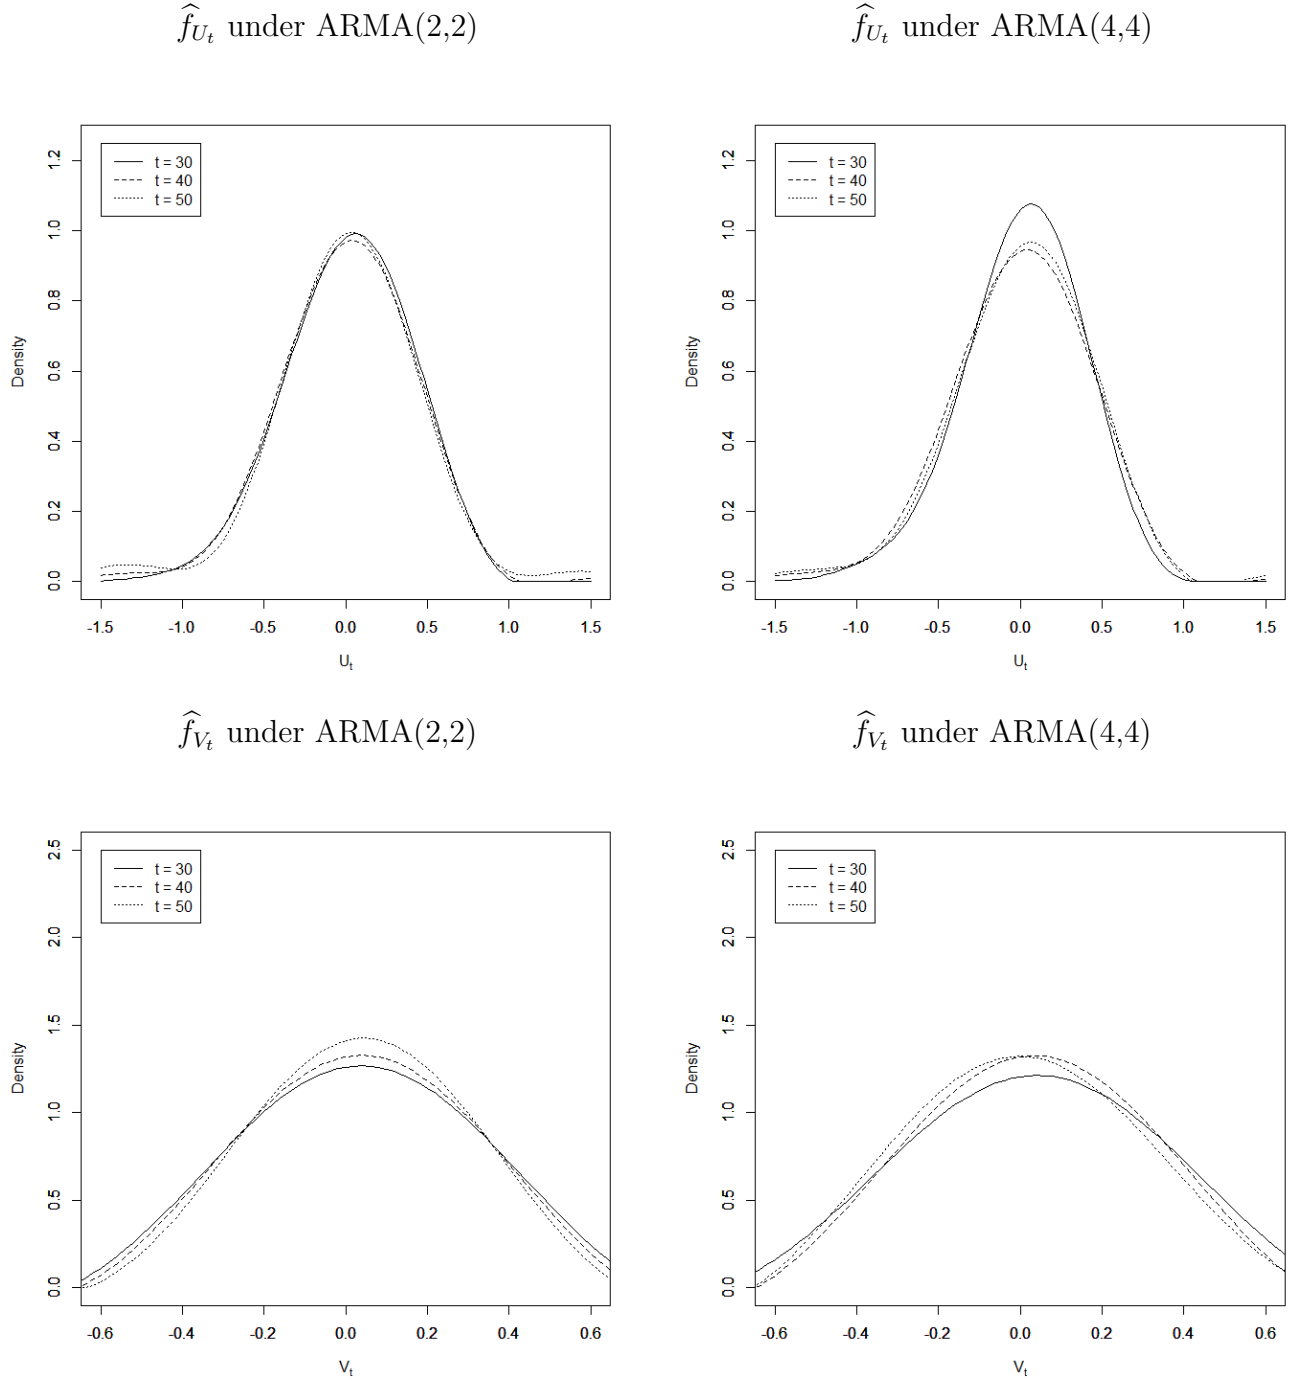 f̂_{U_t} under ARMA(2,2)
f̂_{U_t} under ARMA(4,4)
t = 30
t = 40
t = 50
Density
0.0 0.2 0.4 0.6 0.8 1.0 1.2
-1.5 -1.0 -0.5 0.0 0.5 1.0 1.5
U_t
t = 30
t = 40
t = 50
Density
0.0 0.2 0.4 0.6 0.8 1.0 1.2
-1.5 -1.0 -0.5 0.0 0.5 1.0 1.5
U_t
f̂_{V_t} under ARMA(2,2)
f̂_{V_t} under ARMA(4,4)
t = 30
t = 40
t = 50
Density
0.0 0.5 1.0 1.5 2.0 2.5
-0.6 -0.4 -0.2 0.0 0.2 0.4 0.6
V_t
t = 30
t = 40
t = 50
Density
0.0 0.5 1.0 1.5 2.0 2.5
-0.6 -0.4 -0.2 0.0 0.2 0.4 0.6
V_t